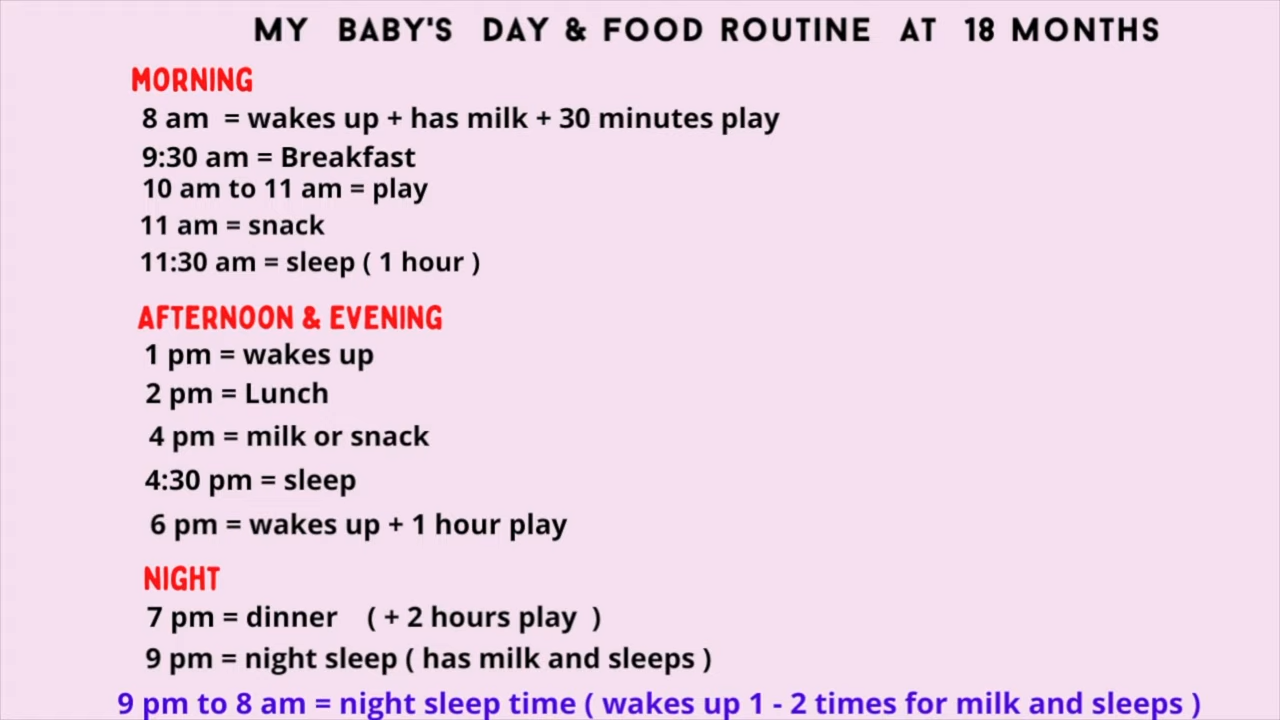 MY BABY'S DAY & FOOD ROUTINE AT 18 MONTHS
MORNING
8 am = wakes up + has milk + 30 minutes play
9:30 am = Breakfast
10 am to 11 am = play
11 am = snack
11:30 am = sleep ( 1 hour )
AFTERNOON & EVENING
1 pm = wakes up
2 pm = Lunch
4 pm = milk or snack
4:30 pm = sleep
6 pm = wakes up + 1 hour play
NIGHT
7 pm = dinner ( + 2 hours play )
9 pm = night sleep ( has milk and sleeps )
9 pm to 8 am = night sleep time ( wakes up 1 - 2 times for milk and sleeps )